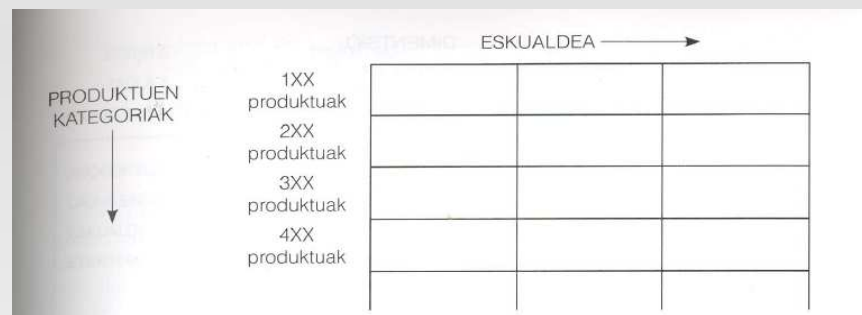 ESKUALDEA
PRODUKTUEN
KATEGORIAK
1XX
produktuak
2XX
produktuak
3XX
produktuak
4XX
produktuak